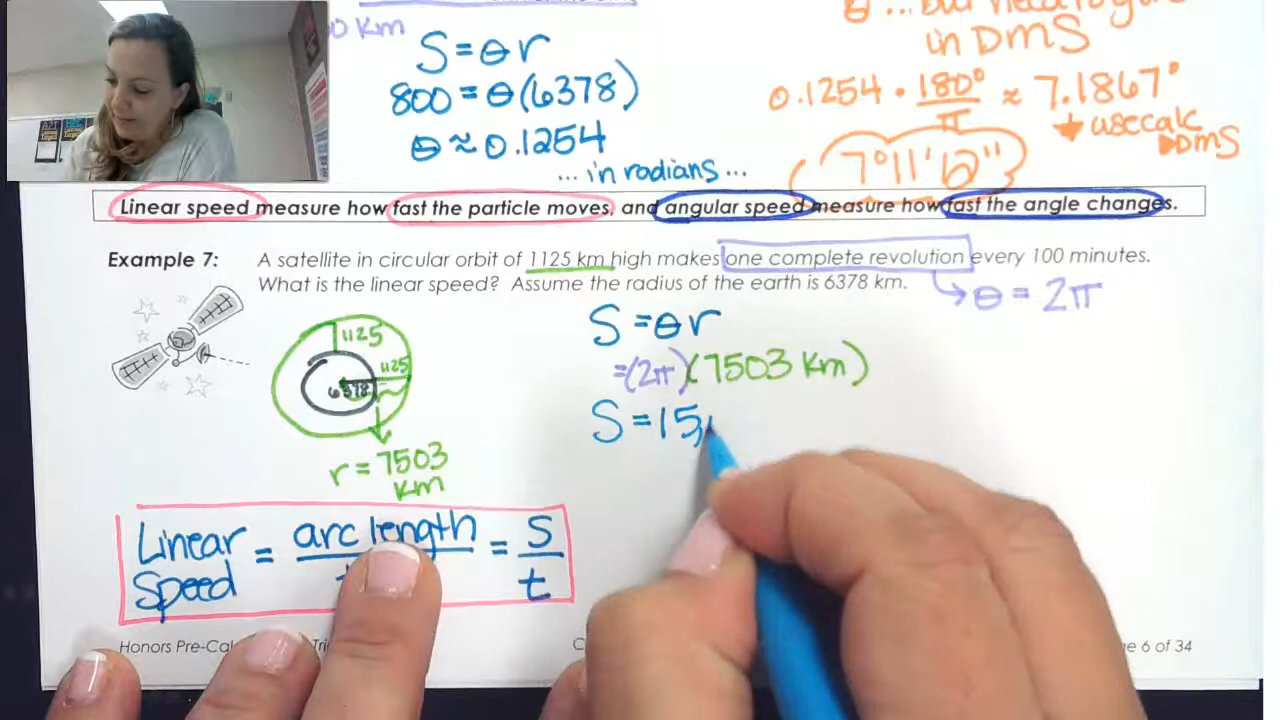 S = θr
800 = θ(6378)
θ ≈ 0.1254
... in radians ...
in DMS
0.1254 • 180°/π ≈ 7.1867°
use calc
DMS
Linear speed measure how fast the particle moves, and angular speed measure how fast the angle changes.
Example 7: A satellite in circular orbit of 1125 km high makes one complete revolution every 100 minutes.
What is the linear speed? Assume the radius of the earth is 6378 km.
θ = 2π
1125
1125
6378
r = 7503
km
S = θr
= (2π)(7503 km)
S = 15,
Linear Speed = arc length / = S/t
Honors Pre-Cal
6 of 34